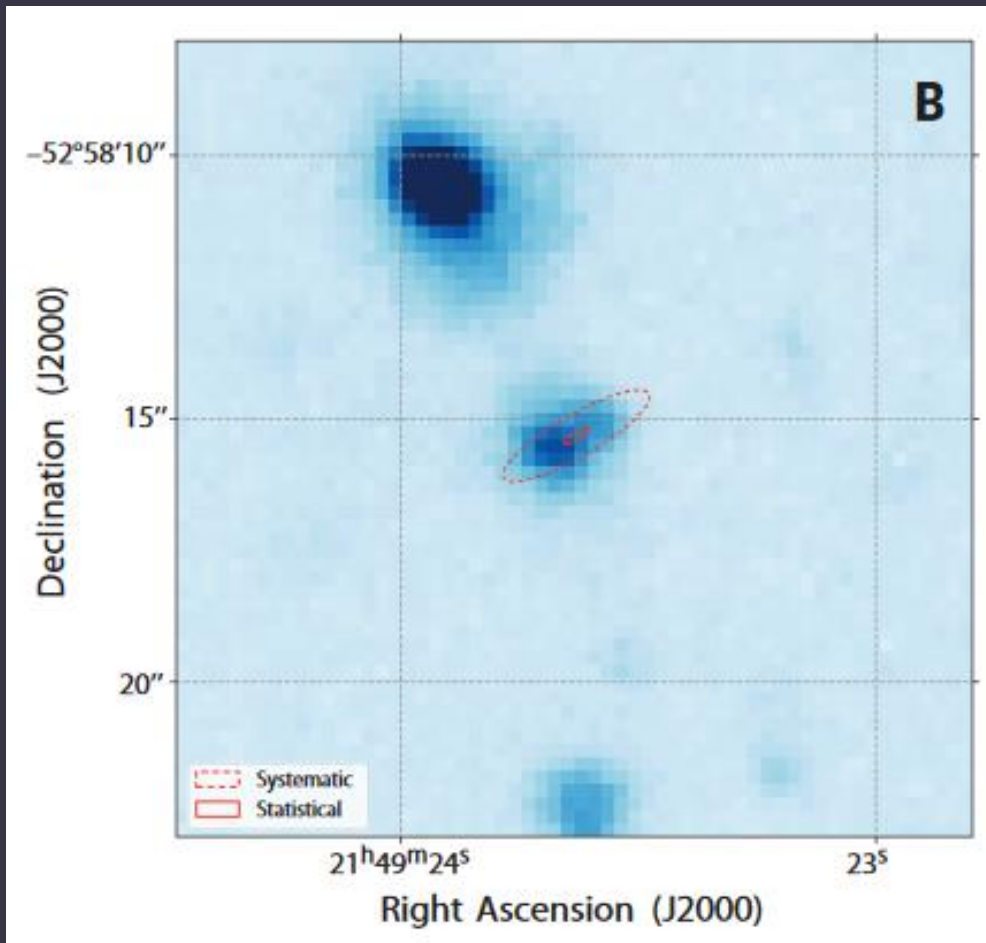 B
−52°58′10″
15″
20″
Declination (J2000)
Systematic
Statistical
21ʰ49ᵐ24ˢ
23ˢ
Right Ascension (J2000)